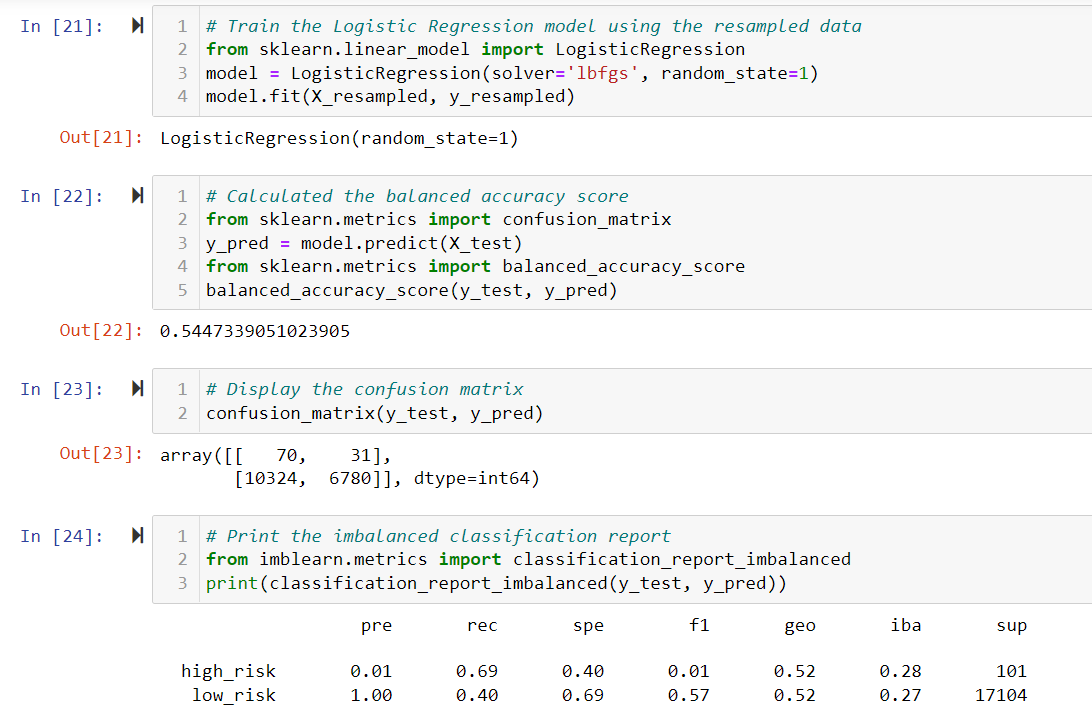 In [21]:
1 # Train the Logistic Regression model using the resampled data
2 from sklearn.linear_model import LogisticRegression
3 model = LogisticRegression(solver='lbfgs', random_state=1)
4 model.fit(X_resampled, y_resampled)
Out[21]: LogisticRegression(random_state=1)
In [22]:
1 # Calculated the balanced accuracy score
2 from sklearn.metrics import confusion_matrix
3 y_pred = model.predict(X_test)
4 from sklearn.metrics import balanced_accuracy_score
5 balanced_accuracy_score(y_test, y_pred)
Out[22]: 0.5447339051023905
In [23]:
1 # Display the confusion matrix
2 confusion_matrix(y_test, y_pred)
Out[23]: array([[   70,    31],
       [10324,  6780]], dtype=int64)
In [24]:
1 # Print the imbalanced classification report
2 from imblearn.metrics import classification_report_imbalanced
3 print(classification_report_imbalanced(y_test, y_pred))
pre rec spe f1 geo iba sup
high_risk 0.01 0.69 0.40 0.01 0.52 0.28 101
low_risk 1.00 0.40 0.69 0.57 0.52 0.27 17104